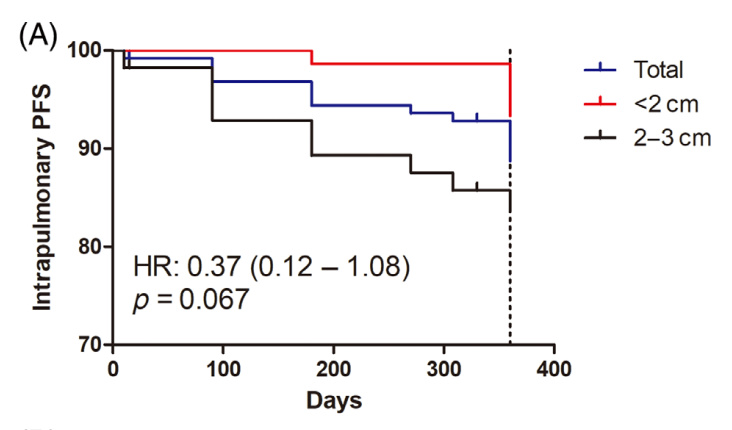 (A)
100
90
80
70
Intrapulmonary PFS
HR: 0.37 (0.12 – 1.08)
p = 0.067
0 100 200 300 400
Days
Total
<2 cm
2–3 cm